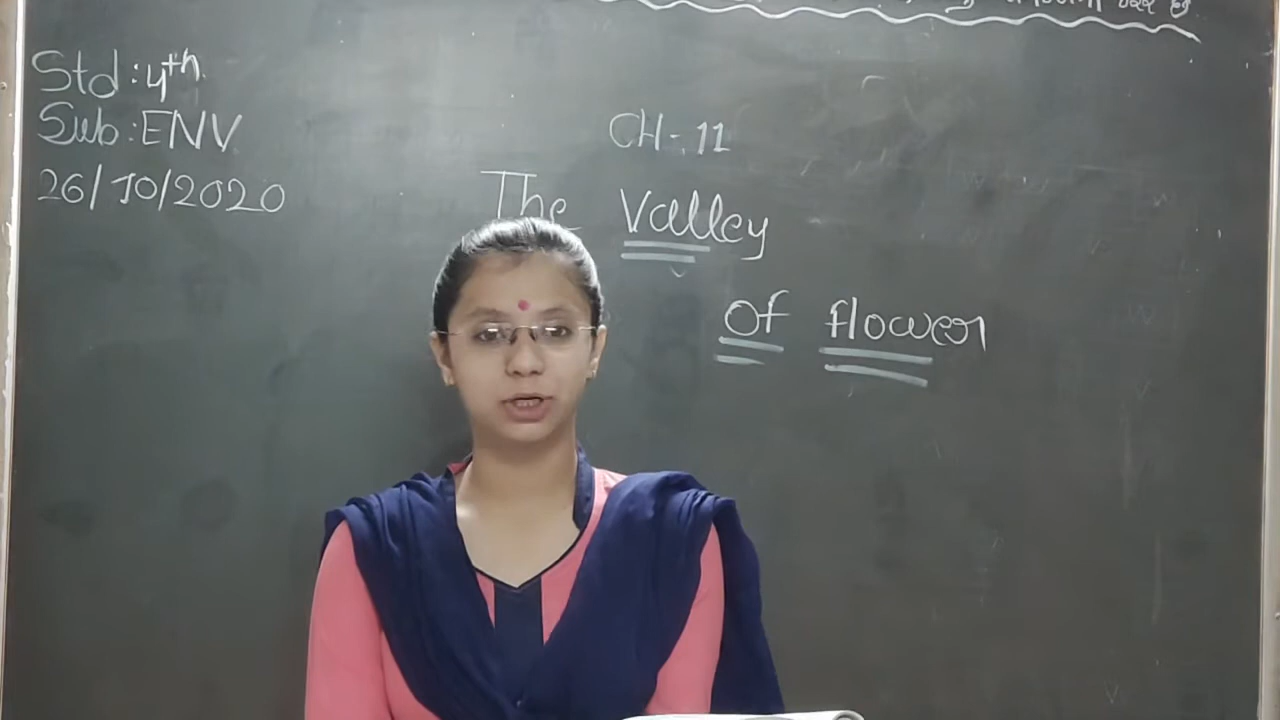 Std : 4th
Sub : ENV
26/10/2020
CH-: 11
The Valley
of flower